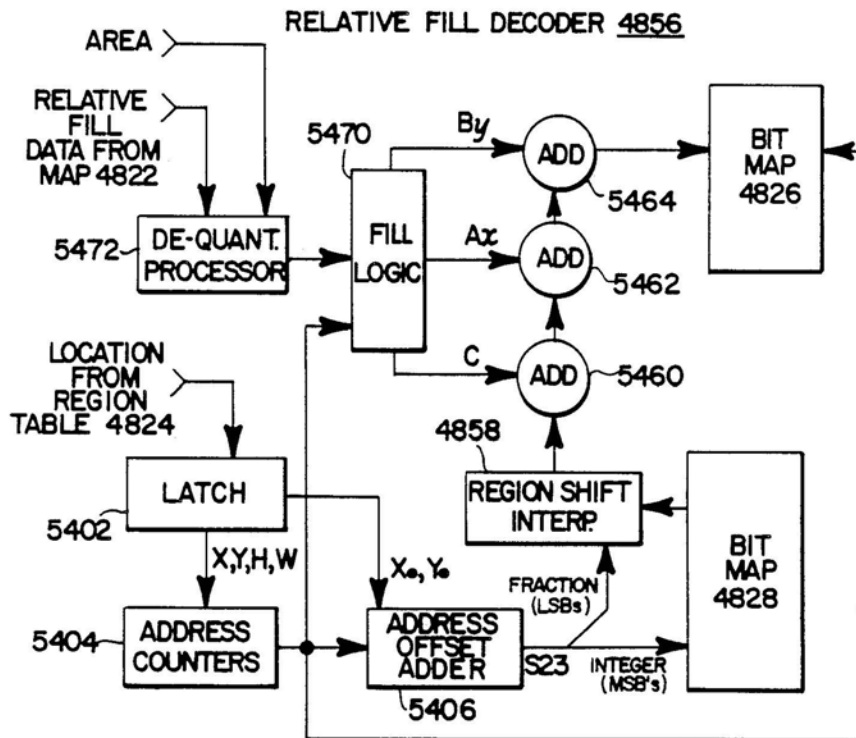 RELATIVE FILL DECODER 4856
AREA
RELATIVE
FILL
DATA FROM
MAP 4822
5472
DE-QUANT.
PROCESSOR
5470
FILL
LOGIC
By
ADD
5464
Ax
ADD
5462
C
ADD
5460
BIT
MAP
4826
LOCATION
FROM
REGION
TABLE 4824
LATCH
5402
X,Y,H,W
Xo,Yo
5404
ADDRESS
COUNTERS
ADDRESS
OFFSET
ADDER
5406
S23
4858
REGION SHIFT
INTERP.
FRACTION
(LSBs)
INTEGER
(MSB's)
BIT
MAP
4828